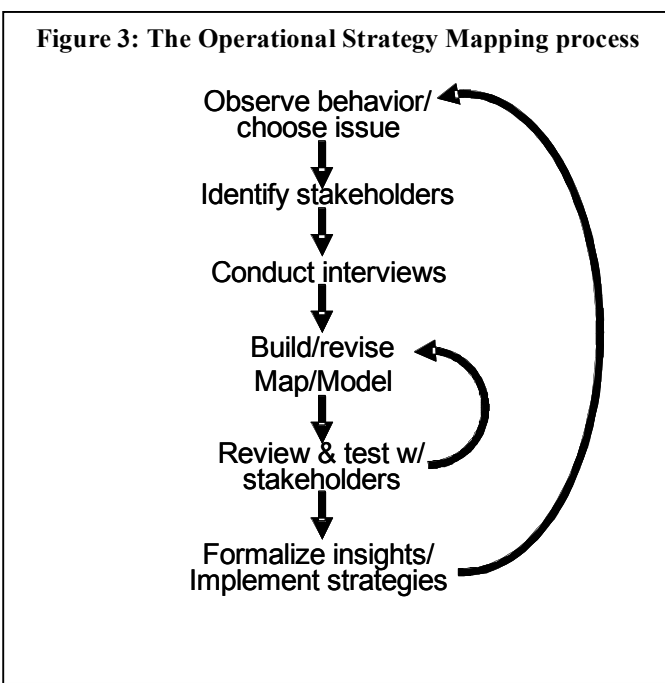 Figure 3: The Operational Strategy Mapping process
Observe behavior/
choose issue
Identify stakeholders
Conduct interviews
Build/revise
Map/Model
Review & test w/
stakeholders
Formalize insights/
Implement strategies